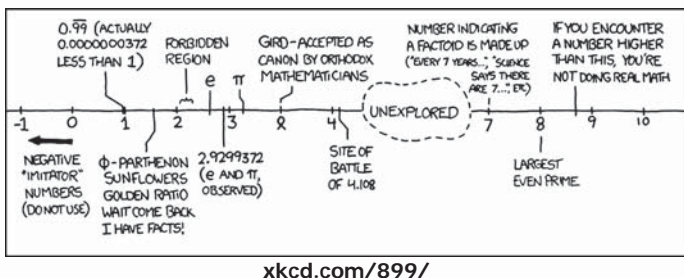 0.99 (ACTUALLY
0.0000000372
LESS THAN 1)
FORBIDDEN
REGION
e
π
GIRD-ACCEPTED AS
CANON BY ORTHODOX
MATHEMATICIANS
NUMBER INDICATING
A FACTOID IS MADE UP
("EVERY 7 YEARS...", "SCIENCE
SAYS THERE
ARE 7...", ETC)
IF YOU ENCOUNTER
A NUMBER HIGHER
THAN THIS, YOU'RE
NOT DOING REAL MATH
UNEXPLORED
-1 0 1 2 3 4 7 8 9 10
NEGATIVE
"IMITATOR"
NUMBERS
(DO NOT USE)
Φ-PARTHENON
SUNFLOWERS
GOLDEN RATIO
WAIT COME BACK
I HAVE FACTS!
2.9299372
(e AND π,
OBSERVED)
SITE OF
BATTLE
OF 4.108
LARGEST
EVEN PRIME
xkcd.com/899/